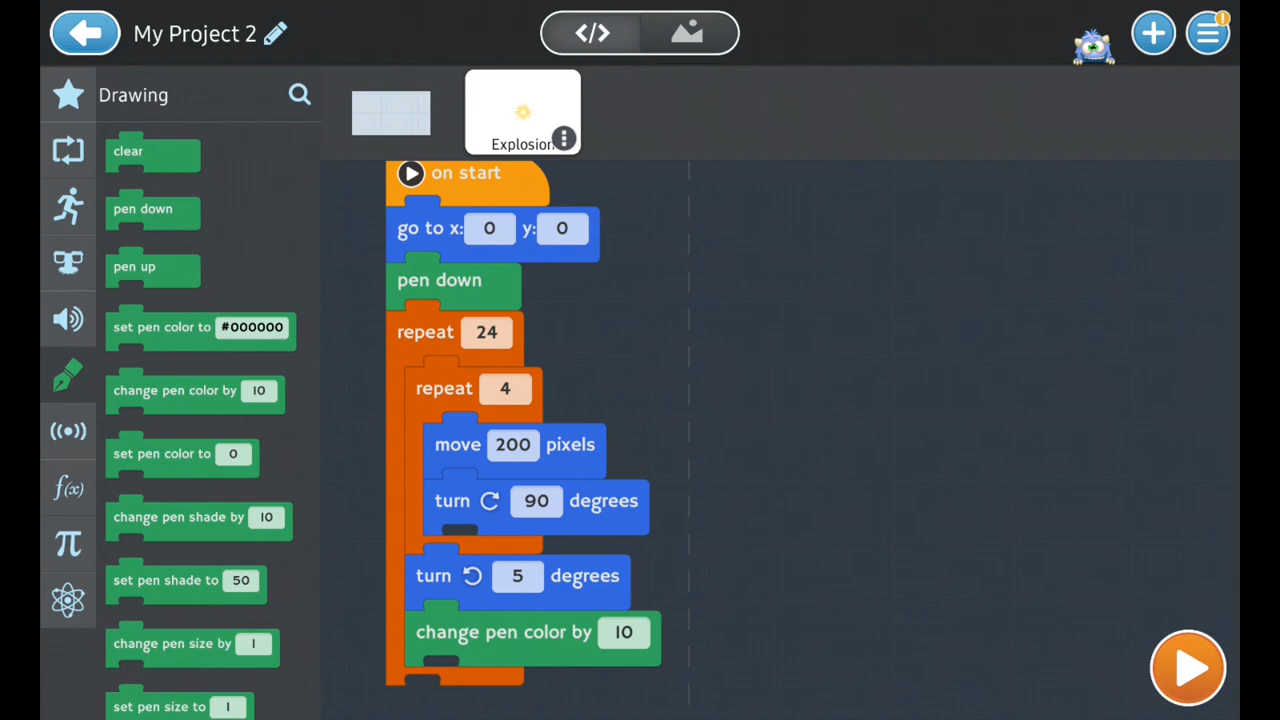 My Project 2
</>
!
Drawing
Explosion
clear
pen down
pen up
set pen color to #000000
change pen color by 10
set pen color to 0
change pen shade by 10
set pen shade to 50
change pen size by 1
set pen size to 1
f(x)
π
on start
go to x: 0 y: 0
pen down
repeat 24
repeat 4
move 200 pixels
turn 90 degrees
turn 5 degrees
change pen color by 10